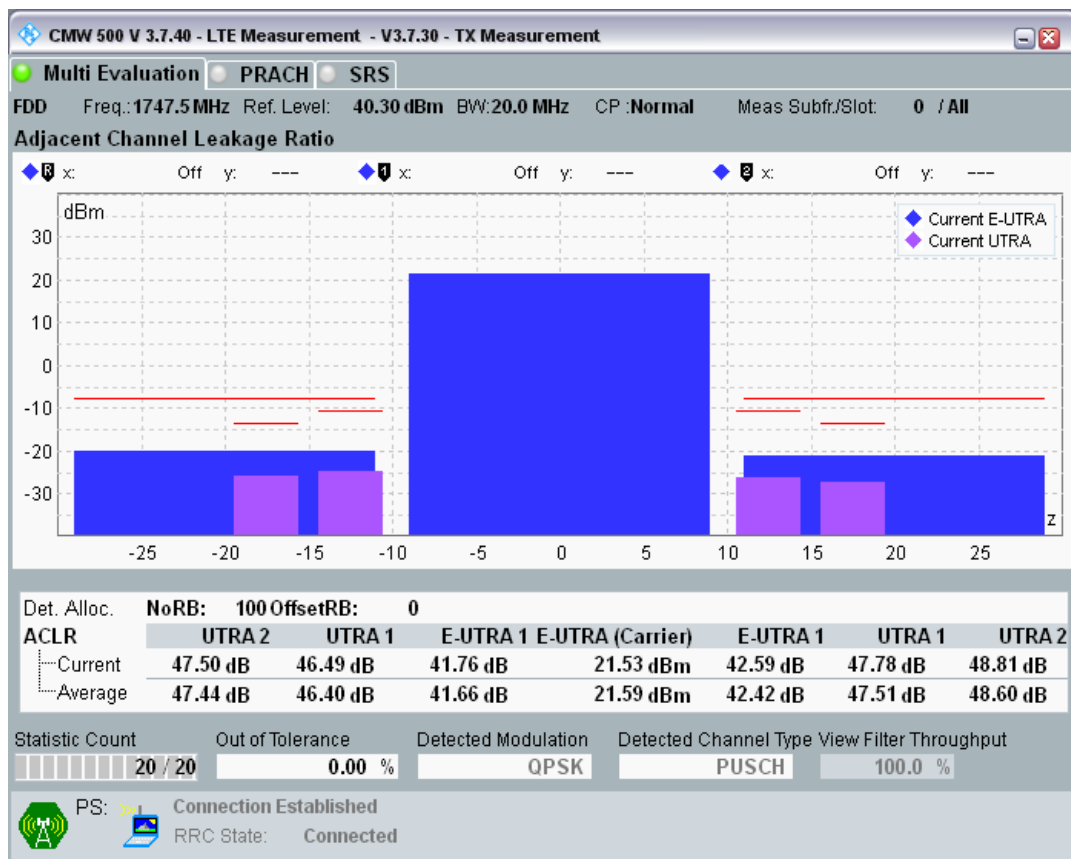 CMW 500 V 3.7.40 - LTE Measurement - V3.7.30 - TX Measurement
Multi Evaluation PRACH SRS
FDD Freq.:1747.5 MHz Ref. Level: 40.30 dBm BW:20.0 MHz CP :Normal Meas Subfr./Slot: 0 / All
Adjacent Channel Leakage Ratio
R x: Off y: --- 1 x: Off y: --- 2 x: Off y: ---
dBm
Current E-UTRA
Current UTRA
30
20
10
0
-10
-20
-30
z
-25 -20 -15 -10 -5 0 5 10 15 20 25
Det. Alloc. NoRB: 100 OffsetRB: 0
ACLR UTRA 2 UTRA 1 E-UTRA 1 E-UTRA (Carrier) E-UTRA 1 UTRA 1 UTRA 2
Current 47.50 dB 46.49 dB 41.76 dB 21.53 dBm 42.59 dB 47.78 dB 48.81 dB
Average 47.44 dB 46.40 dB 41.66 dB 21.59 dBm 42.42 dB 47.51 dB 48.60 dB
Statistic Count Out of Tolerance Detected Modulation Detected Channel Type View Filter Throughput
20 / 20 0.00 % QPSK PUSCH 100.0 %
PS: Connection Established
RRC State: Connected